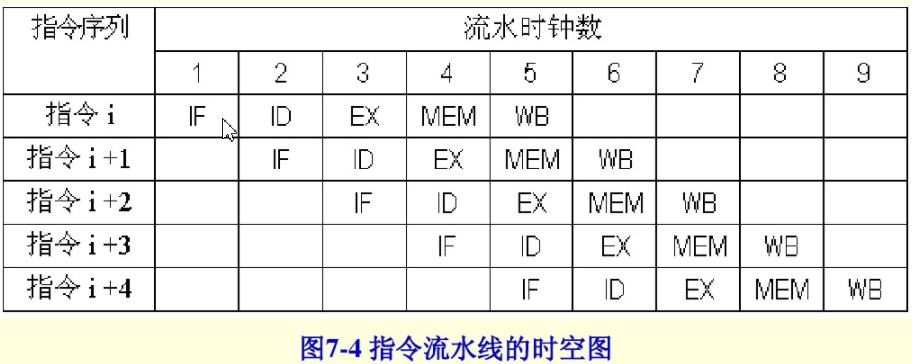 指令序列 流水时钟数
1 2 3 4 5 6 7 8 9
指令 i IF ID EX MEM WB
指令 i+1 IF ID EX MEM WB
指令 i+2 IF ID EX MEM WB
指令 i+3 IF ID EX MEM WB
指令 i+4 IF ID EX MEM WB
图7-4 指令流水线的时空图